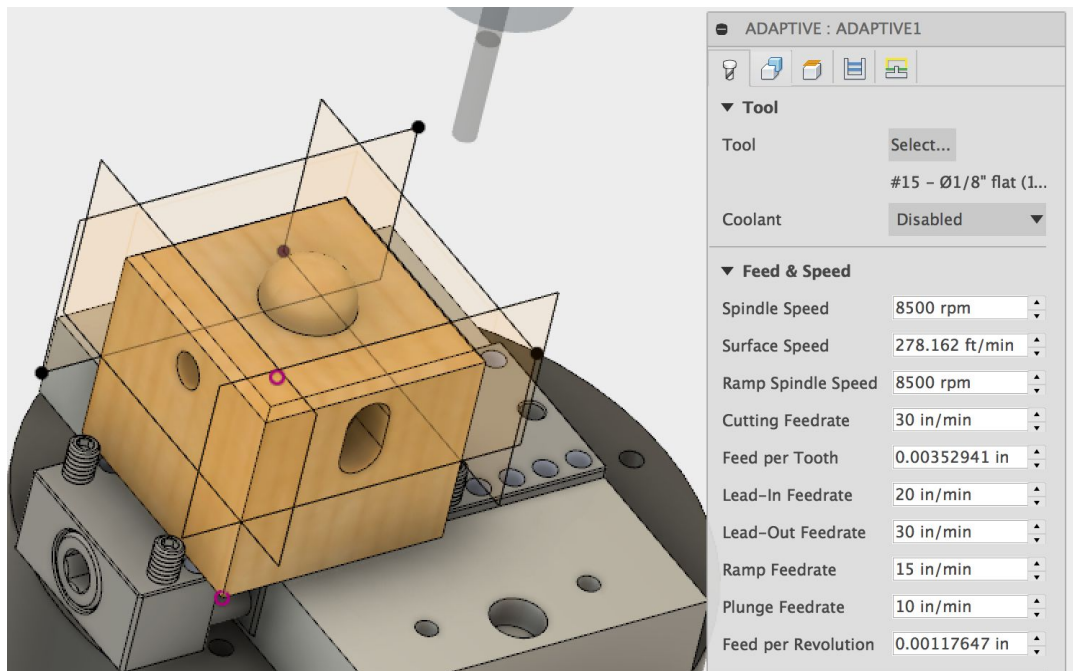 ADAPTIVE : ADAPTIVE1
Tool
Tool Select...
#15 - Ø1/8" flat (1...
Coolant Disabled
Feed & Speed
Spindle Speed 8500 rpm
Surface Speed 278.162 ft/min
Ramp Spindle Speed 8500 rpm
Cutting Feedrate 30 in/min
Feed per Tooth 0.00352941 in
Lead-In Feedrate 20 in/min
Lead-Out Feedrate 30 in/min
Ramp Feedrate 15 in/min
Plunge Feedrate 10 in/min
Feed per Revolution 0.00117647 in